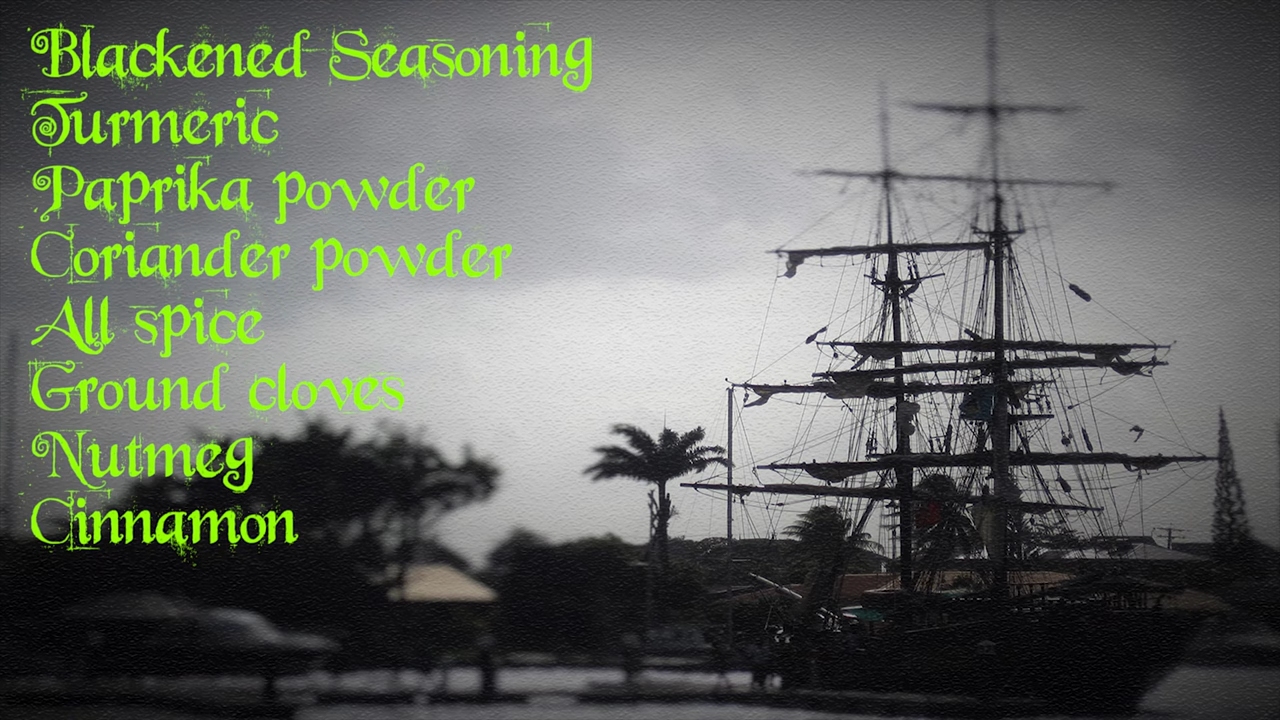 Blackened Seasoning
Turmeric
Paprika powder
Coriander powder
All spice
Ground cloves
Nutmeg
Cinnamon